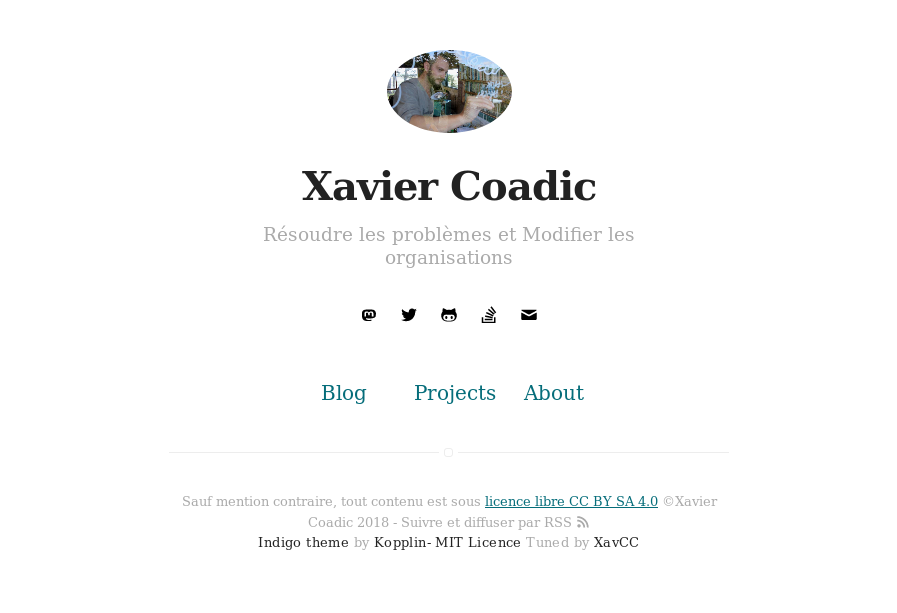 Xavier Coadic
Résoudre les problèmes et Modifier les
organisations
Blog Projects About
Sauf mention contraire, tout contenu est sous licence libre CC BY SA 4.0 ©Xavier
Coadic 2018 - Suivre et diffuser par RSS
Indigo theme by Kopplin- MIT Licence Tuned by XavCC